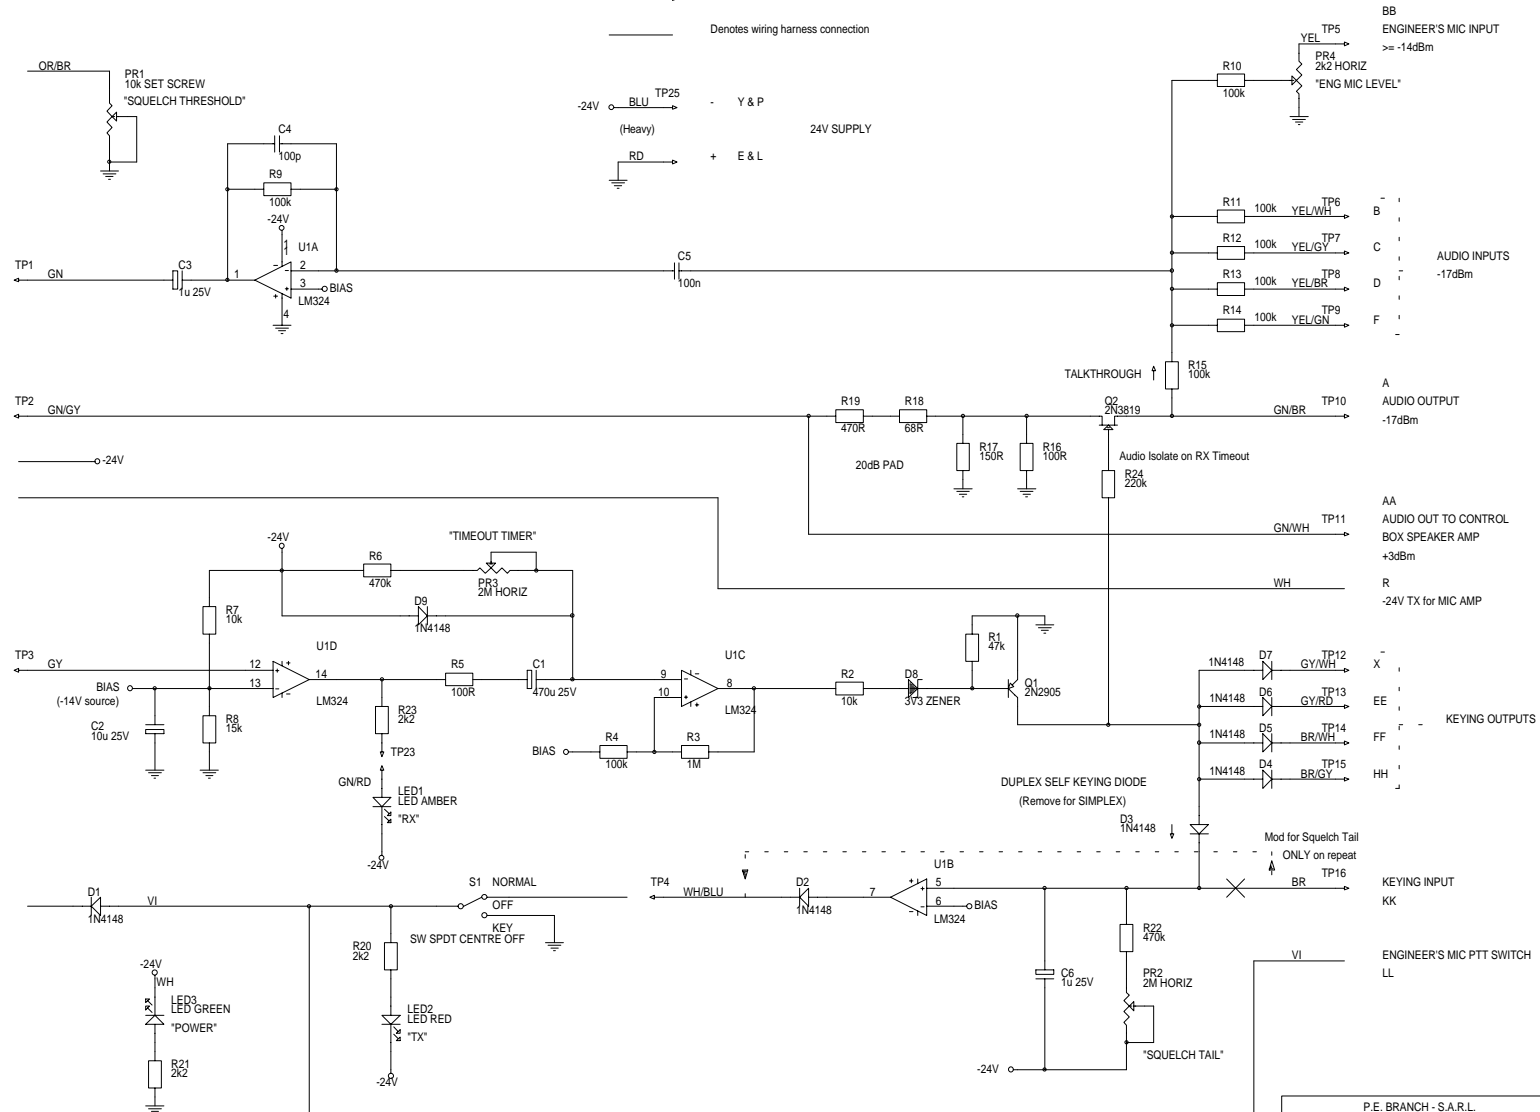 Denotes wiring harness connection
BB
TP5
ENGINEER'S MIC INPUT
YEL
>= -14dBm
OR/BR
PR1
10k SET SCREW
"SQUELCH THRESHOLD"
R10
100k
PR4
2k2 HORIZ
"ENG MIC LEVEL"
TP25
-24V
BLU
- Y & P
(Heavy)
24V SUPPLY
RD
+ E & L
C4
100p
R9
100k
-24V
11
U1A
2
1
3
BIAS
LM324
4
TP1
GN
C3
1u 25V
C5
100n
R11
100k
YEL/WH
TP6
B
R12
100k
YEL/GY
TP7
C
R13
100k
YEL/BR
TP8
D
R14
100k
YEL/GN
TP9
F
AUDIO INPUTS
-17dBm
TALKTHROUGH
R15
100k
TP2
GN/GY
R19
470R
R18
68R
Q2
2N3819
GN/BR
TP10
A
AUDIO OUTPUT
-17dBm
R17
150R
R16
100R
20dB PAD
Audio Isolate on RX Timeout
R24
220k
-24V
AA
TP11
GN/WH
AUDIO OUT TO CONTROL
BOX SPEAKER AMP
+3dBm
WH
R
-24V TX for MIC AMP
-24V
"TIMEOUT TIMER"
R6
470k
PR3
2M HORIZ
D9
1N4148
R7
10k
U1D
TP3
GY
12
13
14
LM324
BIAS
(-14V source)
C2
10u 25V
R8
15k
R5
100R
C1
470u 25V
R23
2k2
TP23
GN/RD
LED1
LED AMBER
"RX"
-24V
U1C
9
10
8
LM324
BIAS
R4
100k
R3
1M
R2
10k
D8
3V3 ZENER
R1
47k
Q1
2N2905
1N4148
D7
GY/WH
TP12
X
1N4148
D6
GY/RD
TP13
EE
1N4148
D5
BR/WH
TP14
FF
1N4148
D4
BR/GY
TP15
HH
KEYING OUTPUTS
DUPLEX SELF KEYING DIODE
(Remove for SIMPLEX)
D3
1N4148
Mod for Squelch Tail
ONLY on repeat
TP16
BR
KEYING INPUT
KK
D1
1N4148
VI
S1
NORMAL
OFF
KEY
SW SPDT CENTRE OFF
TP4
WH/BLU
D2
1N4148
7
U1B
5
6
BIAS
LM324
R20
2k2
LED2
LED RED
"TX"
-24V
-24V
WH
LED3
LED GREEN
"POWER"
R21
2k2
R22
470k
C6
1u 25V
PR2
2M HORIZ
"SQUELCH TAIL"
-24V
VI
ENGINEER'S MIC PTT SWITCH
LL
P.E. BRANCH - S.A.R.L.